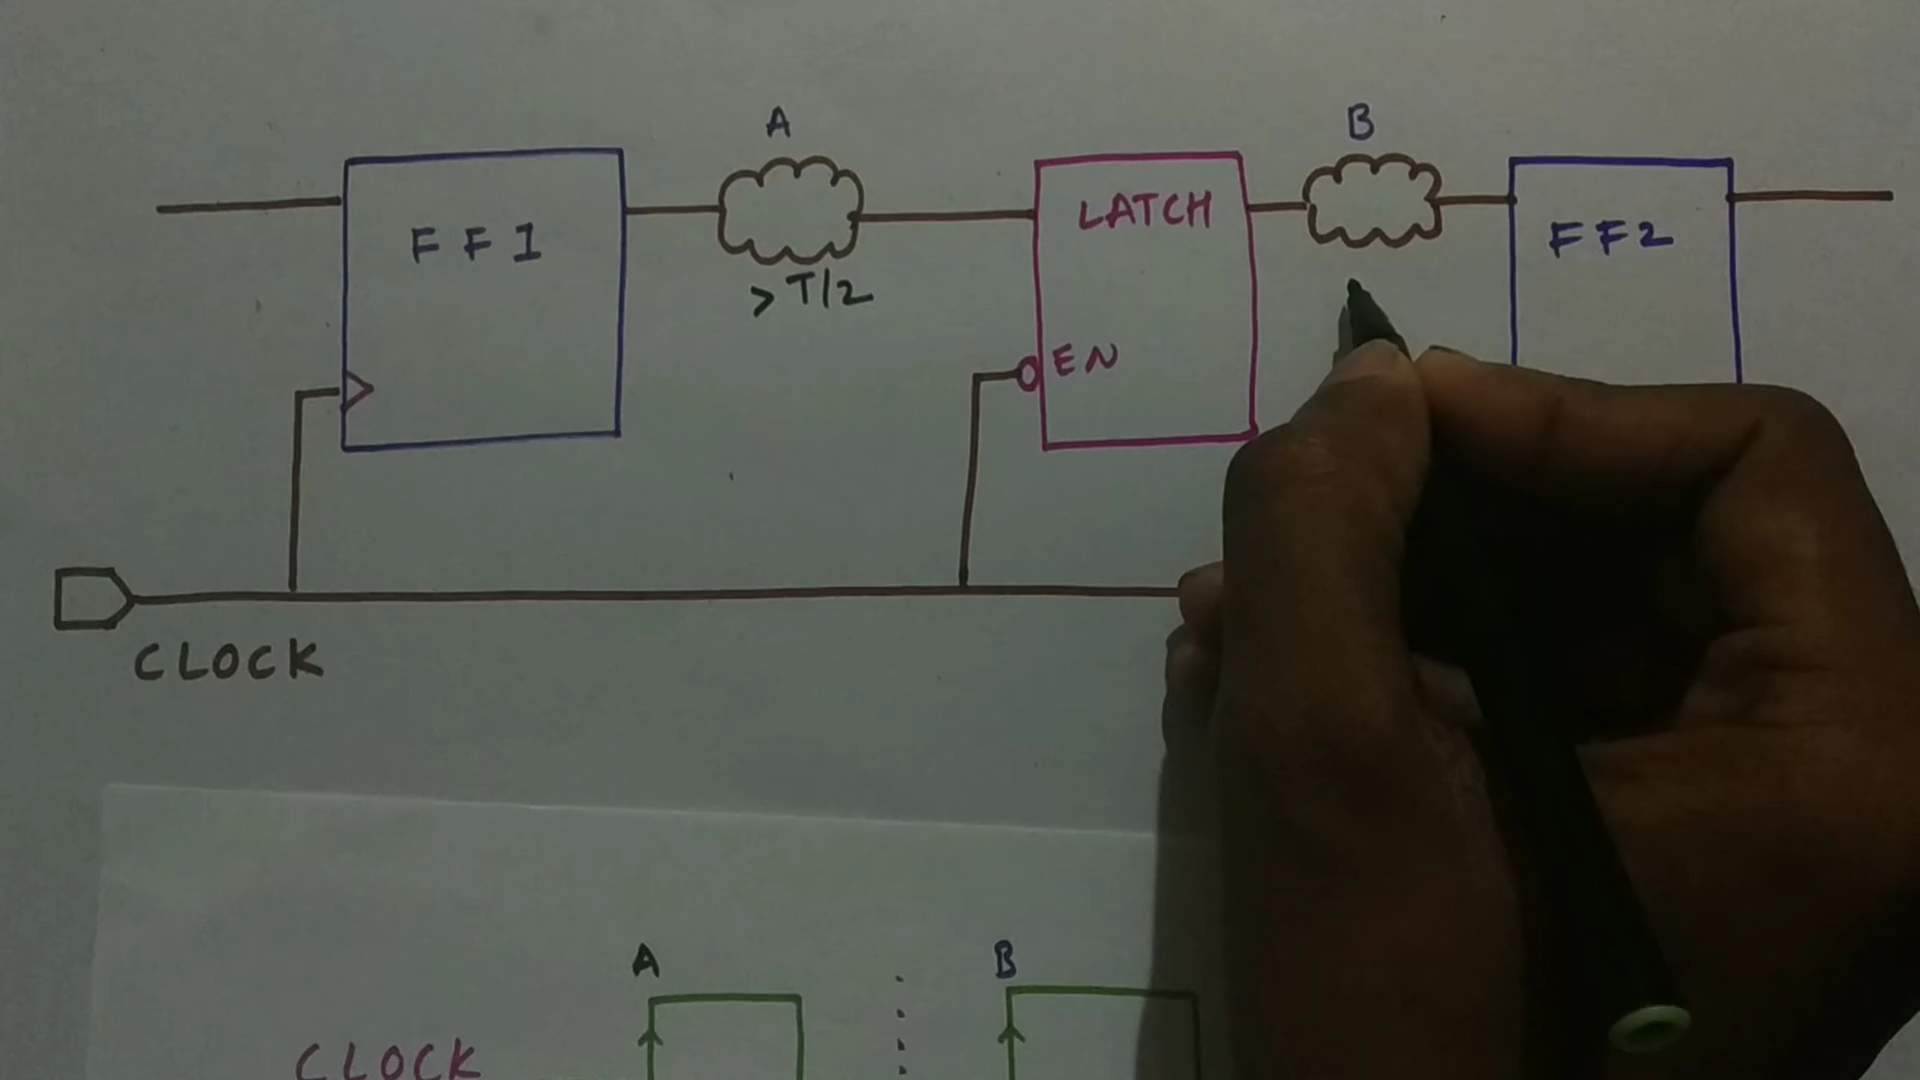 A
B
FF1
LATCH
FF2
> T/2
EN
CLOCK
A
B
CLOCK